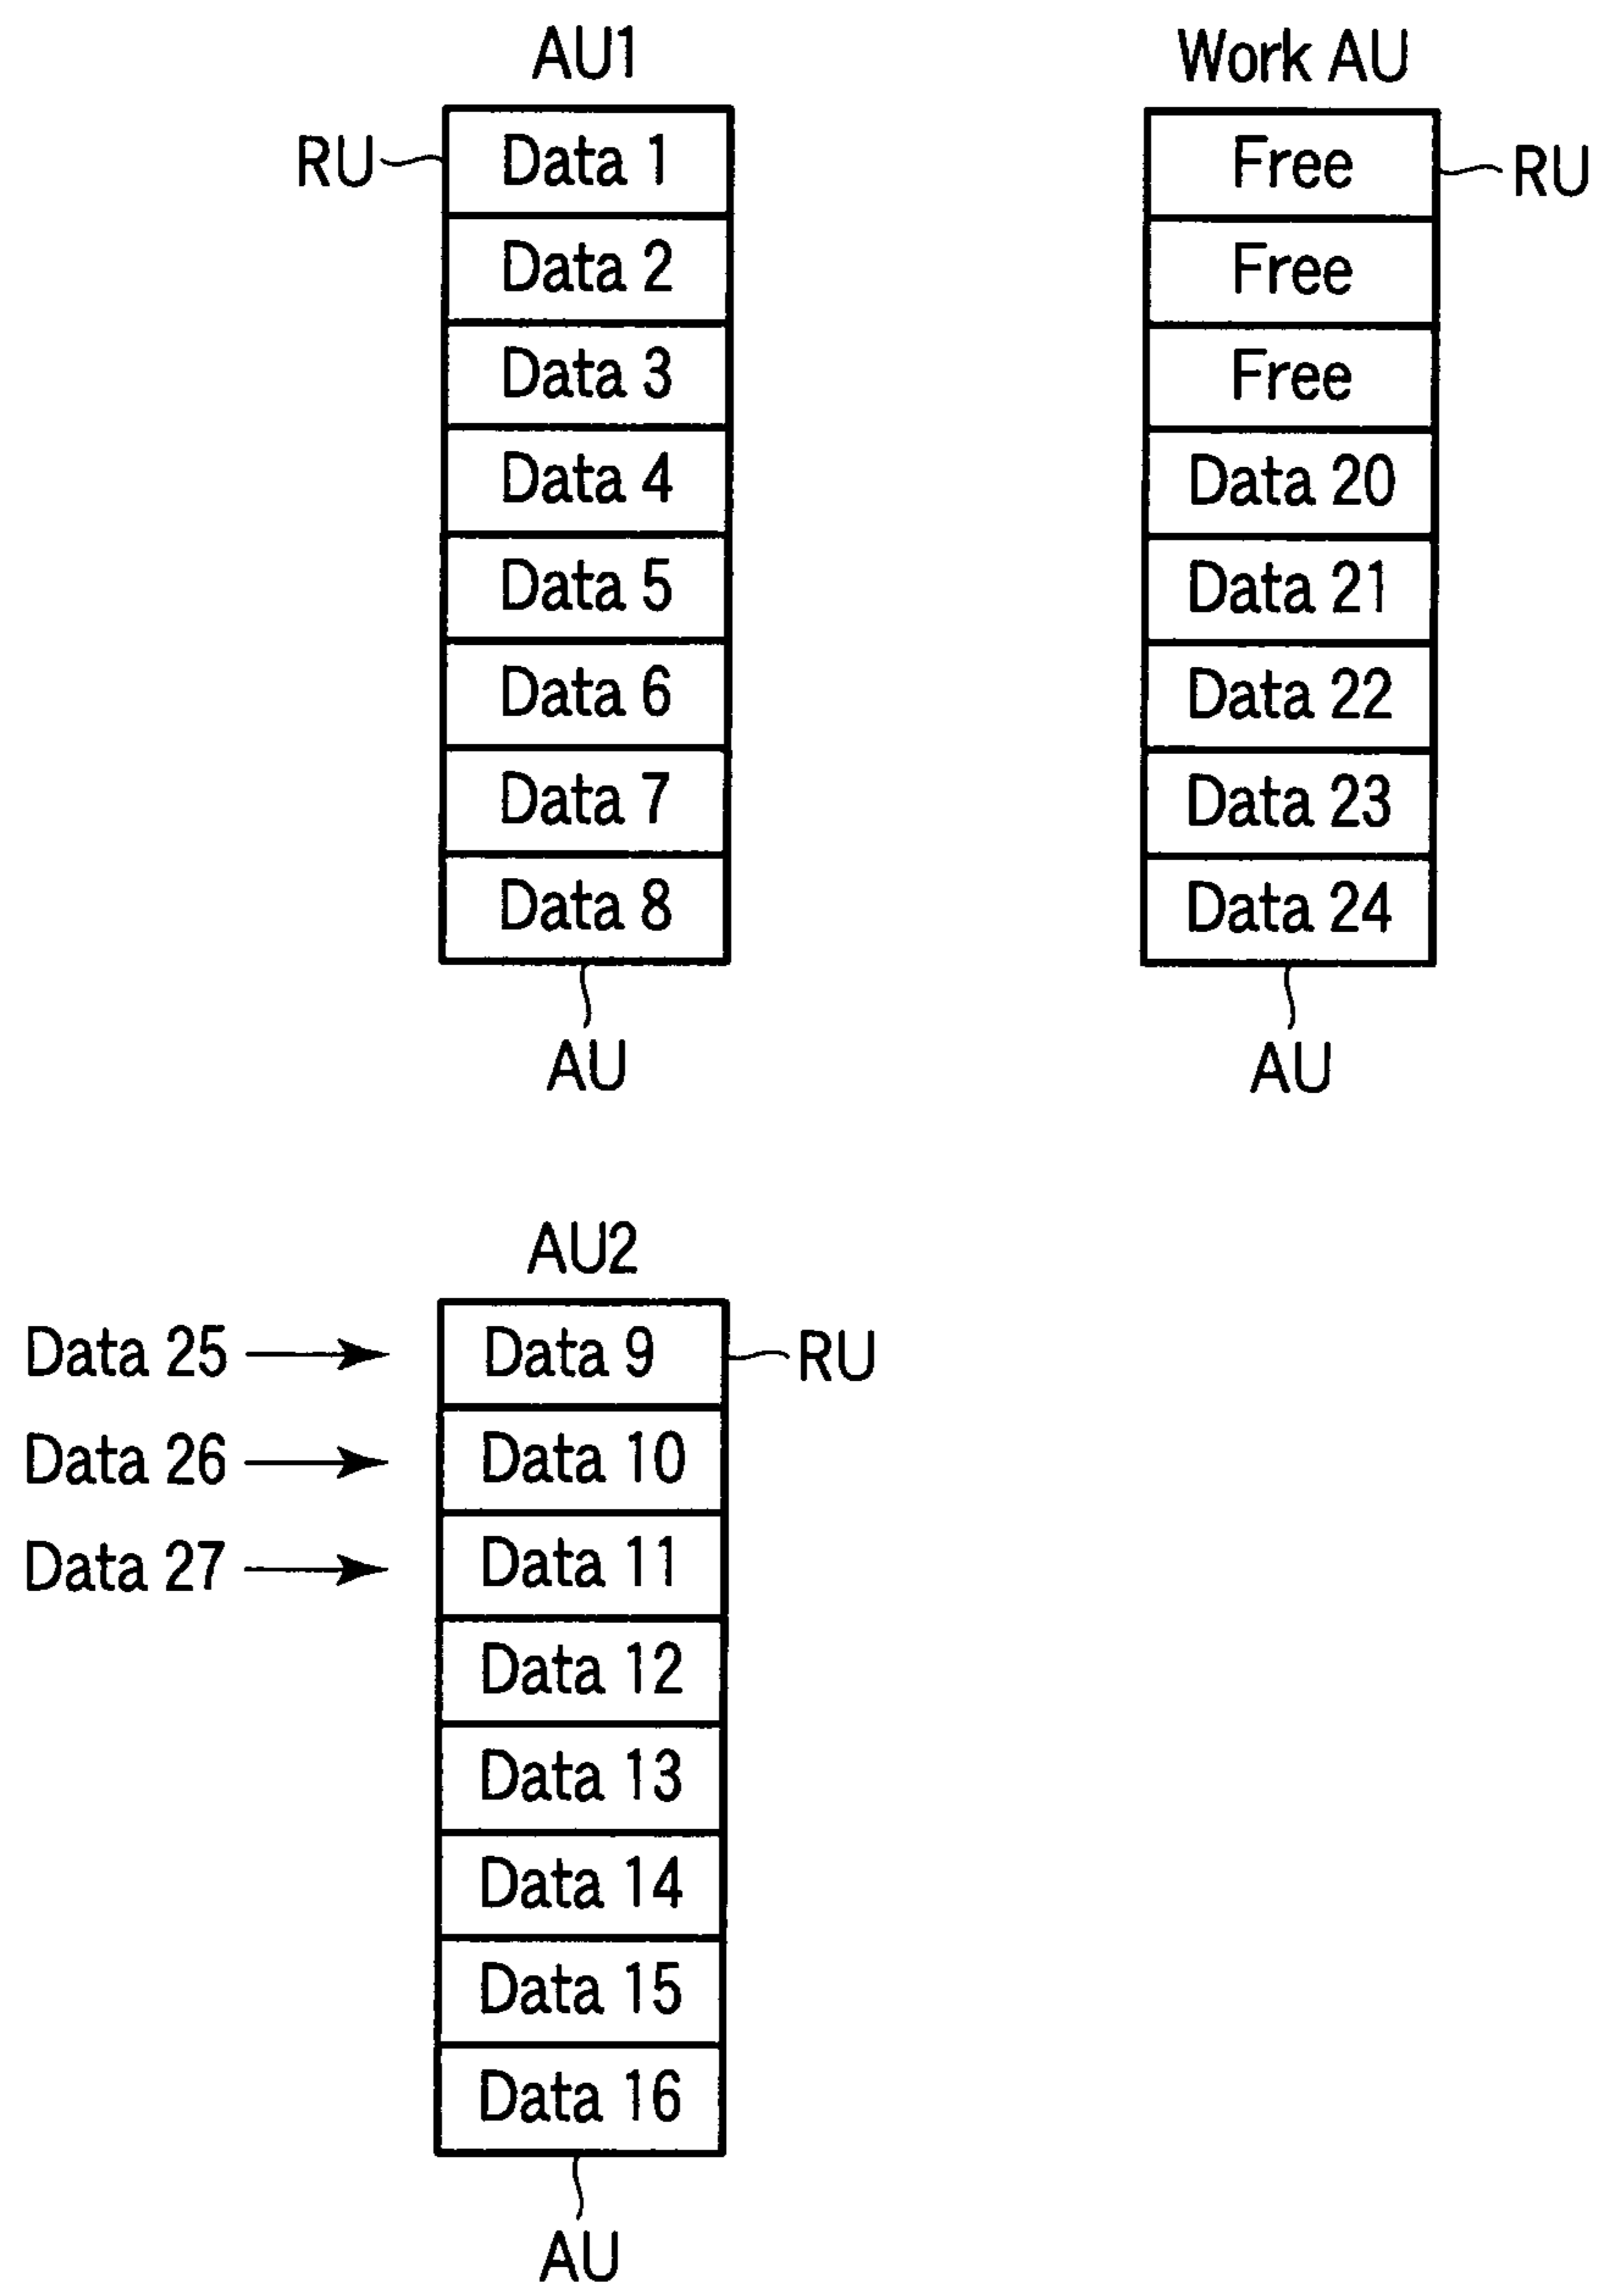 AU1
RU
Data 1
Data 2
Data 3
Data 4
Data 5
Data 6
Data 7
Data 8
AU
Work AU
Free
RU
Free
Free
Data 20
Data 21
Data 22
Data 23
Data 24
AU
AU2
Data 25
Data 9
RU
Data 26
Data 10
Data 27
Data 11
Data 12
Data 13
Data 14
Data 15
Data 16
AU